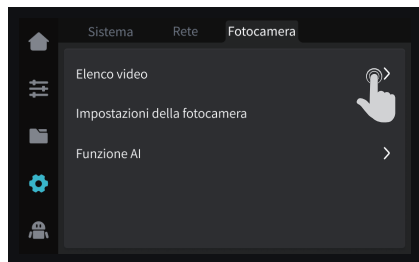 Sistema Rete Fotocamera
Elenco video
Impostazioni della fotocamera
Funzione AI